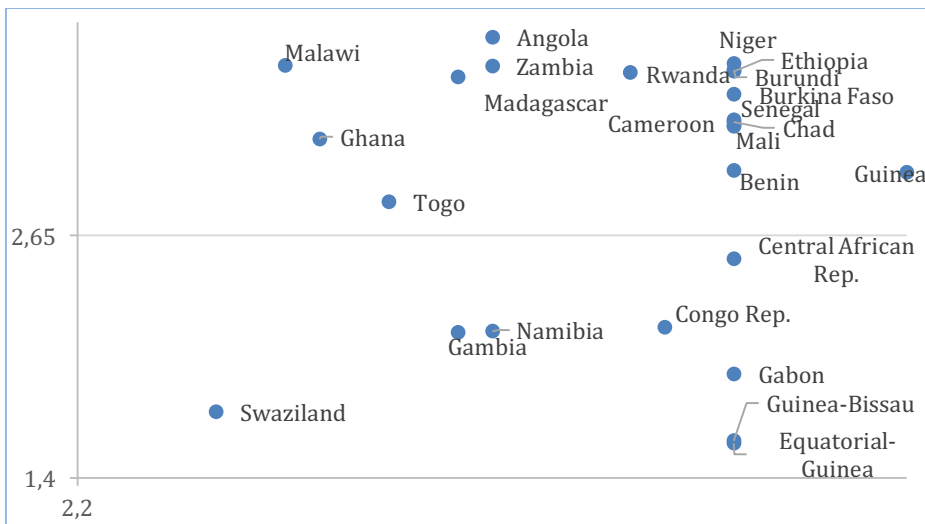 Angola
Niger
Malawi
Ethiopia
Zambia
Rwanda
Burundi
Madagascar
Burkina Faso
Senegal
Cameroon
Chad
Ghana
Mali
Guinea
Benin
Togo
2,65
Central African
Rep.
Congo Rep.
Namibia
Gambia
Gabon
Guinea-Bissau
Swaziland
Equatorial-
Guinea
1,4
2,2